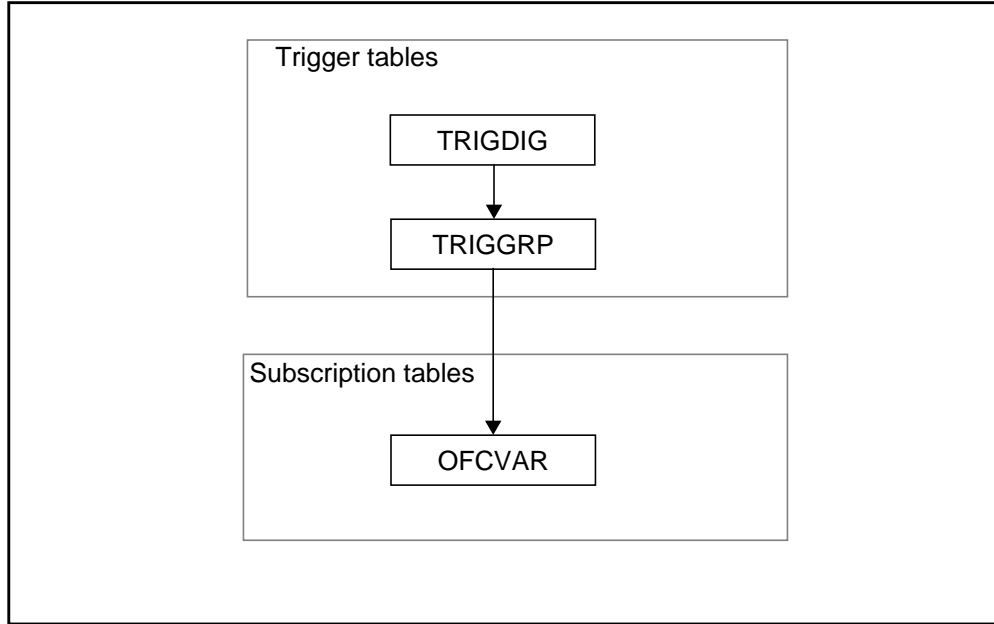 Trigger tables
TRIGDIG
TRIGGRP
Subscription tables
OFCVAR